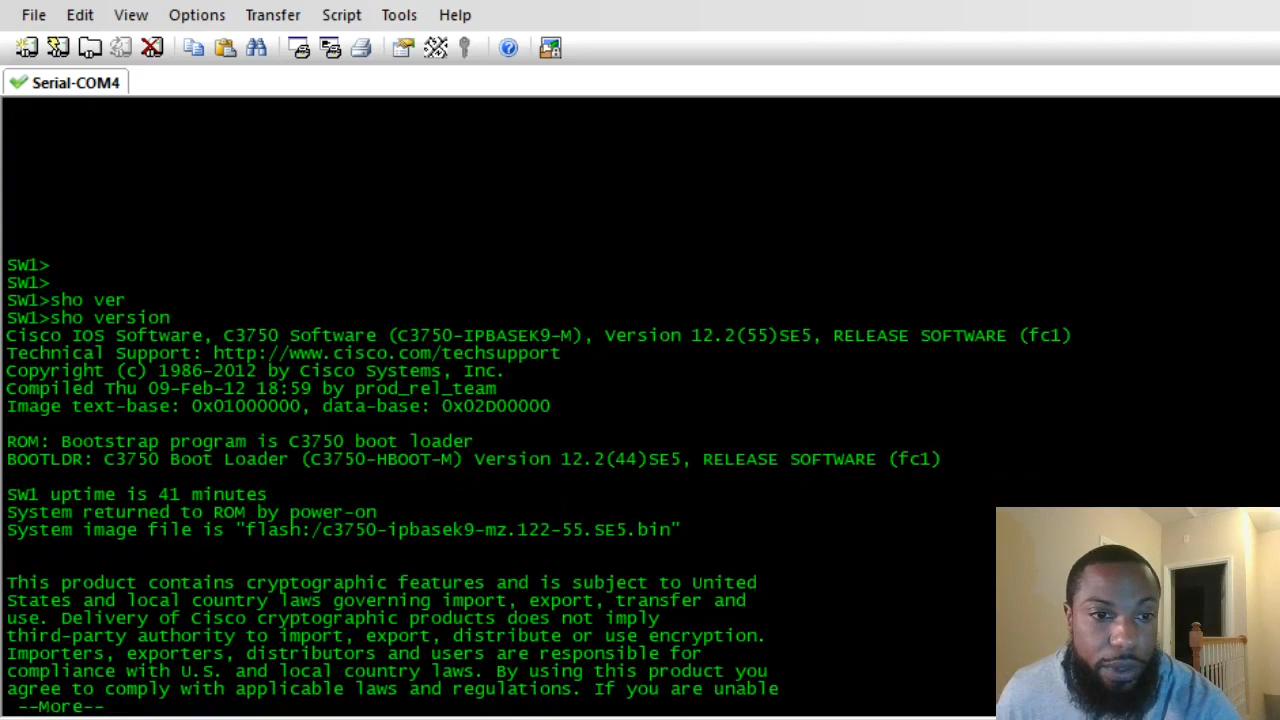 File Edit View Options Transfer Script Tools Help
Serial-COM4
SW1>
SW1>
SW1>sho ver
SW1>sho version
Cisco IOS Software, C3750 Software (C3750-IPBASEK9-M), Version 12.2(55)SE5, RELEASE SOFTWARE (fc1)
Technical Support: http://www.cisco.com/techsupport
Copyright (c) 1986-2012 by Cisco Systems, Inc.
Compiled Thu 09-Feb-12 18:59 by prod_rel_team
Image text-base: 0x01000000, data-base: 0x02D00000
ROM: Bootstrap program is C3750 boot loader
BOOTLDR: C3750 Boot Loader (C3750-HBOOT-M) Version 12.2(44)SE5, RELEASE SOFTWARE (fc1)
SW1 uptime is 41 minutes
System returned to ROM by power-on
System image file is "flash:/c3750-ipbasek9-mz.122-55.SE5.bin"
This product contains cryptographic features and is subject to United
States and local country laws governing import, export, transfer and
use. Delivery of Cisco cryptographic products does not imply
third-party authority to import, export, distribute or use encryption.
Importers, exporters, distributors and users are responsible for
compliance with U.S. and local country laws. By using this product you
agree to comply with applicable laws and regulations. If you are unable
--More--